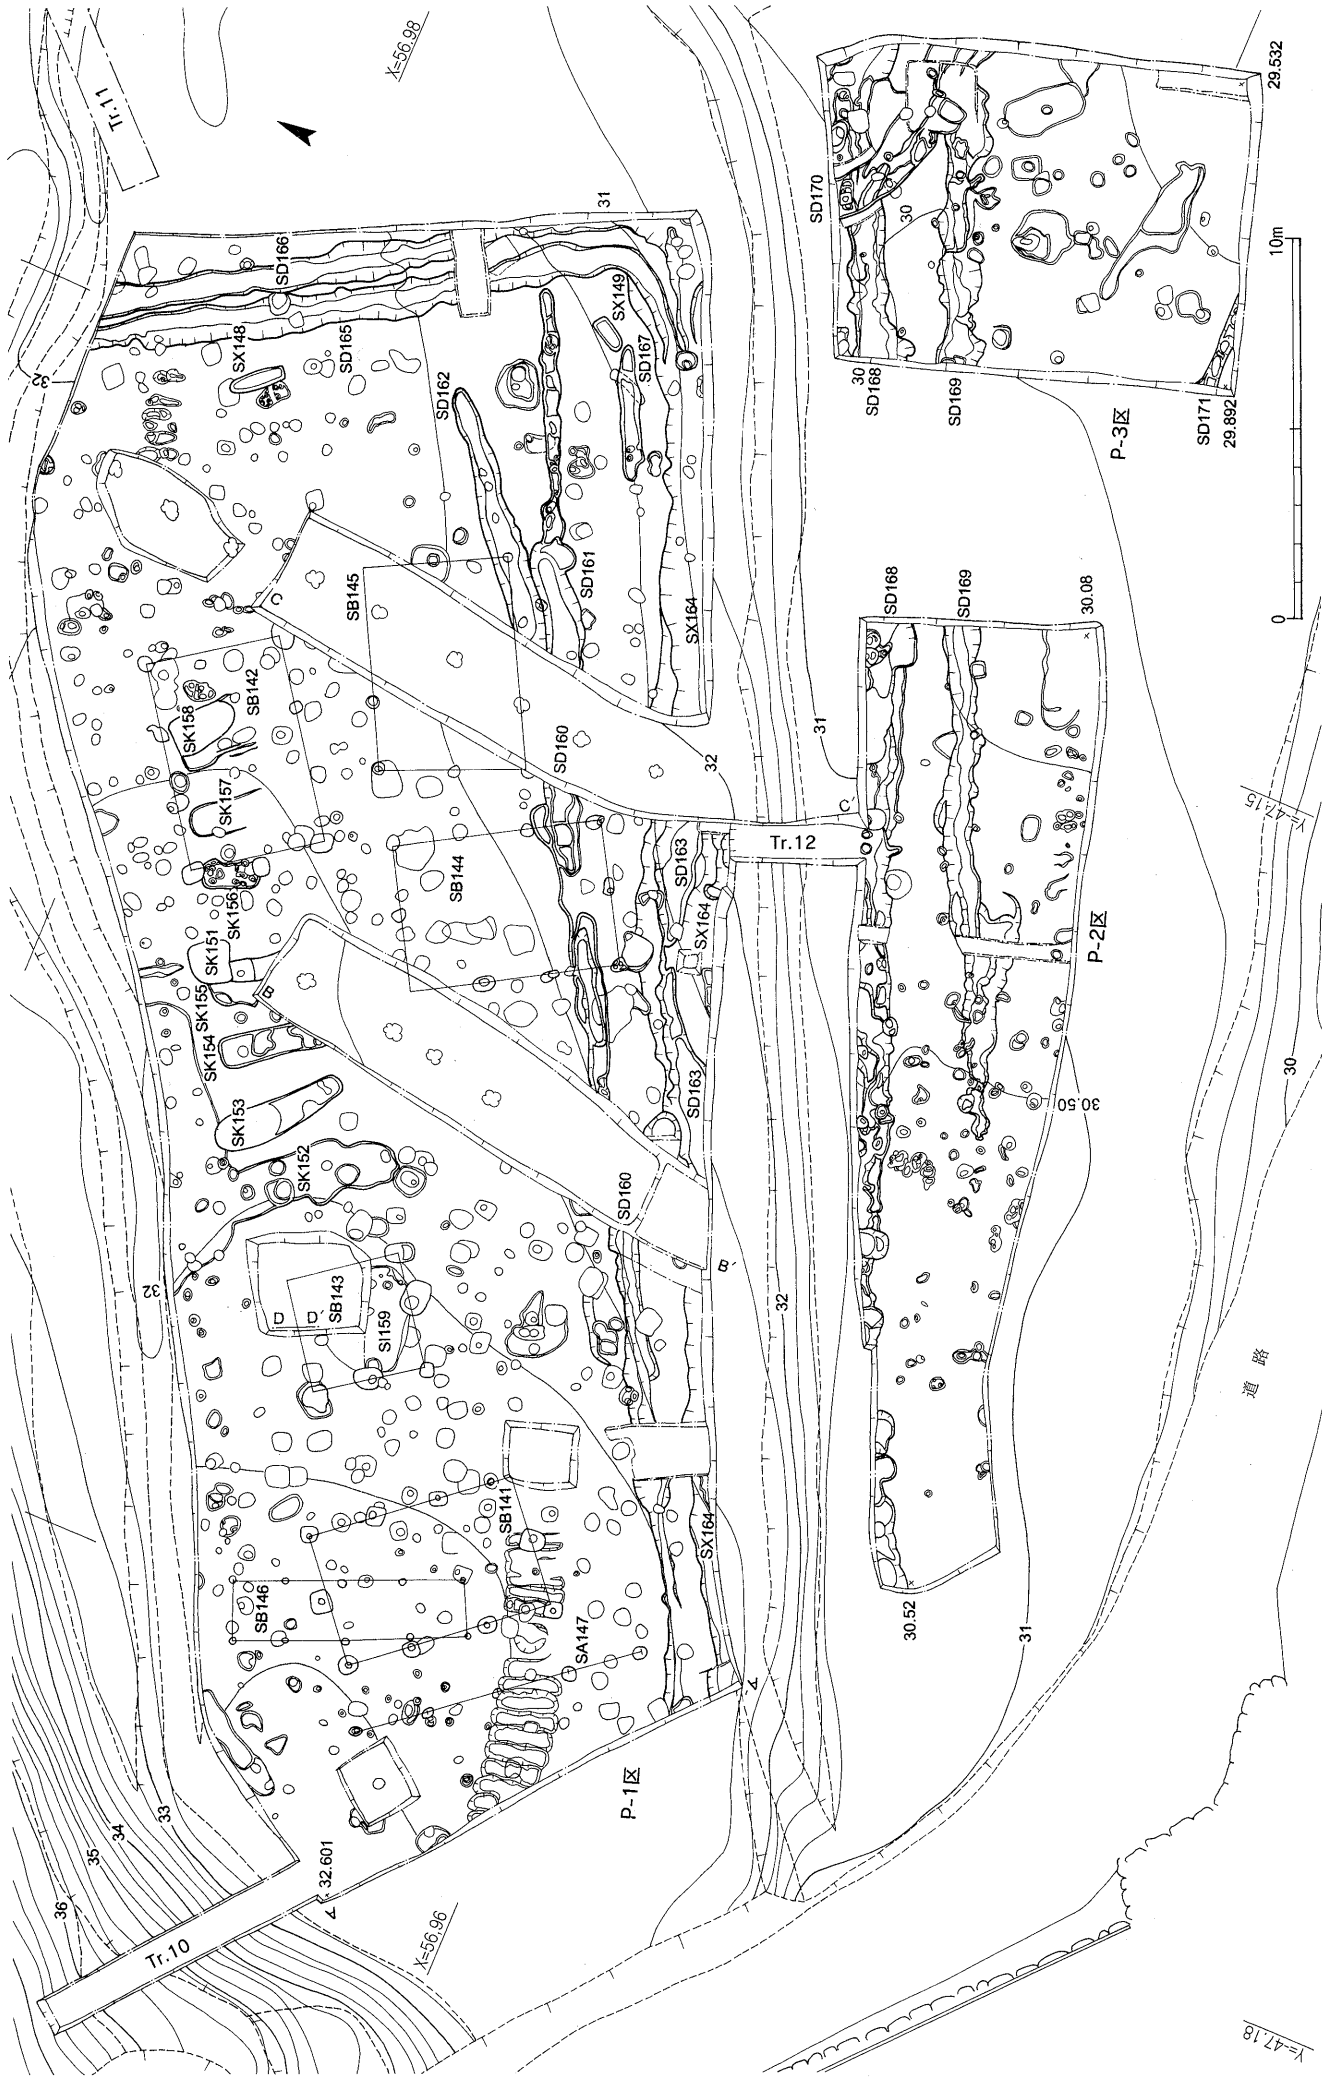 Tr.10
36
35
34
33
32.601
A
X=56.96
P-1区
SB146
SB141
SA147
SX164
A'
32
SB143
D
D'
SI159
SK152
SK153
SK154
SK155
SK151
SK156
SK157
SK158
SB142
SB144
SB145
B
B'
C
C'
SD160
SD160
SD163
SD163
SX164
SD161
SD162
SX164
SD165
SD166
SX148
SX149
SD167
32
31
Tr.11
X=56.98
Tr.12
32
32
31
SD168
SD169
30.08
P-2区
30.50
30.52
31
SD170
30
30
SD168
SD169
SD171
29.892
29.532
P-3区
0
10m
Y=-47.15
30
道路
Y=-47.18